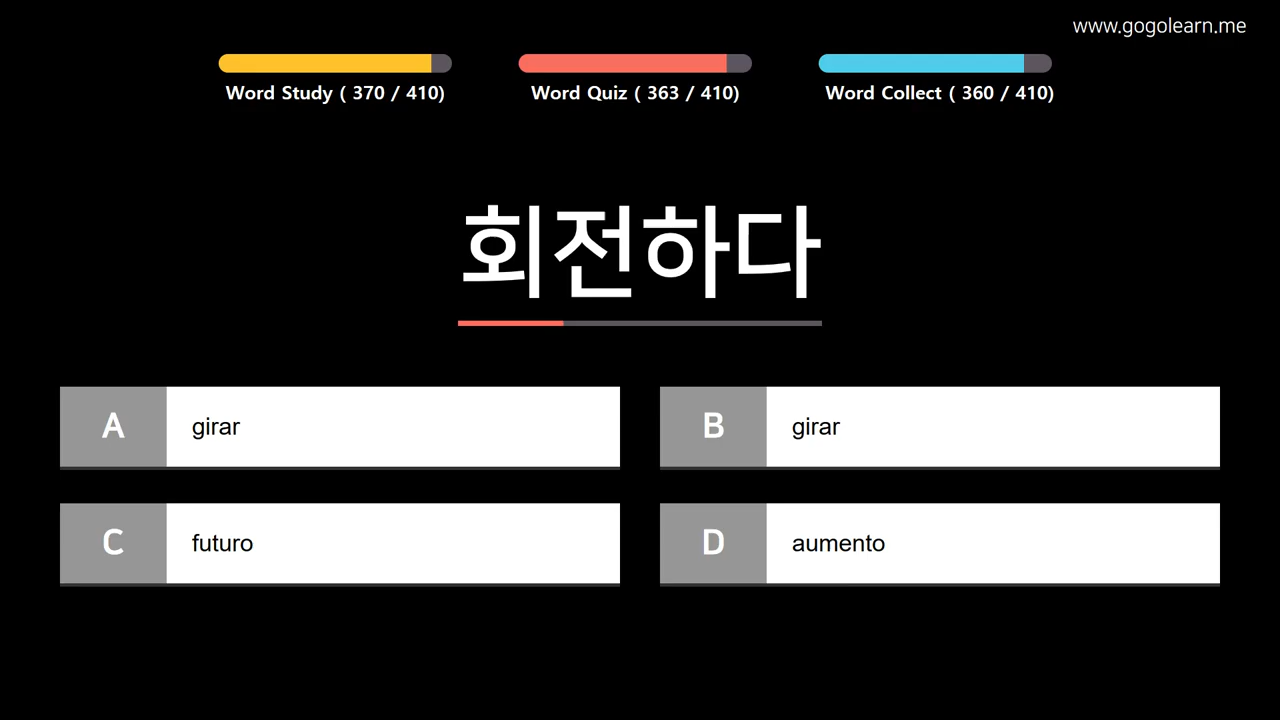 www.gogolearn.me
Word Study ( 370 / 410)
Word Quiz ( 363 / 410)
Word Collect ( 360 / 410)
회전하다
A girar
B girar
C futuro
D aumento